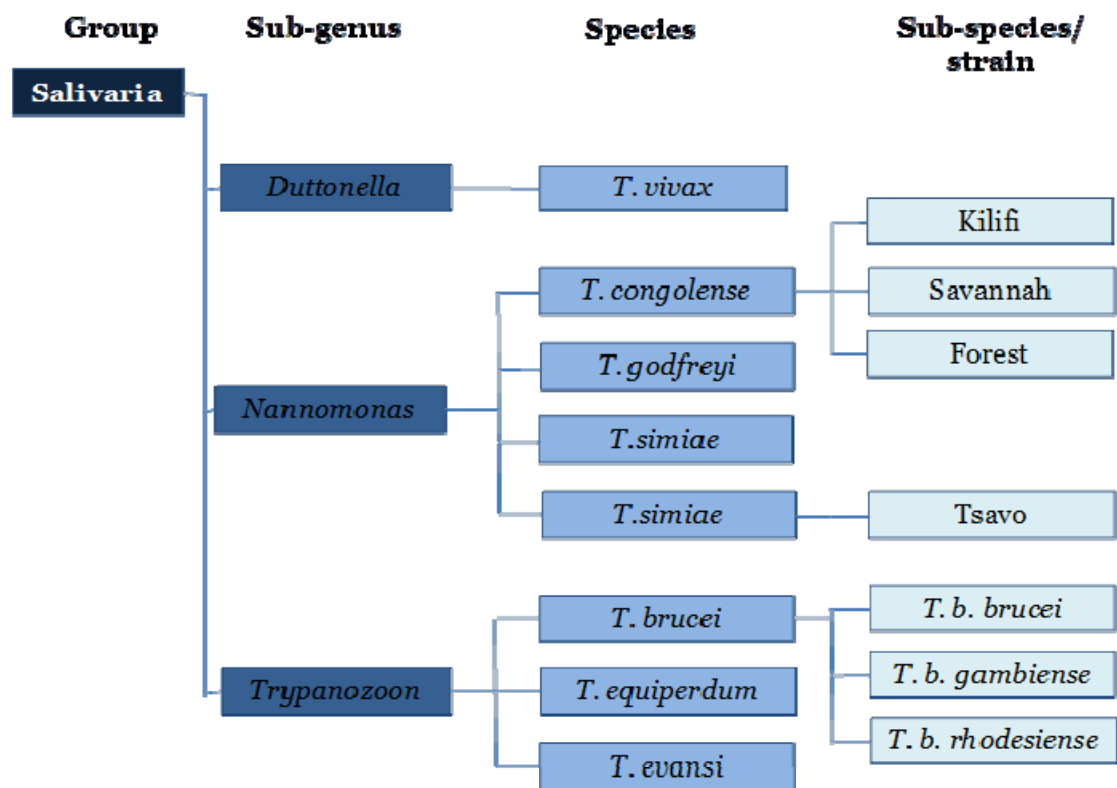 Group Sub-genus Species Sub-species/
strain
Salivaria
Duttonella T. vivax
Kilifi
T. congolense Savannah
Forest
T. godfreyi
Nannomonas
T.simiae
T.simiae Tsavo
T. brucei T. b. brucei
Trypanozoon T. equiperdum T. b. gambiense
T. b. rhodesiense
T. evansi